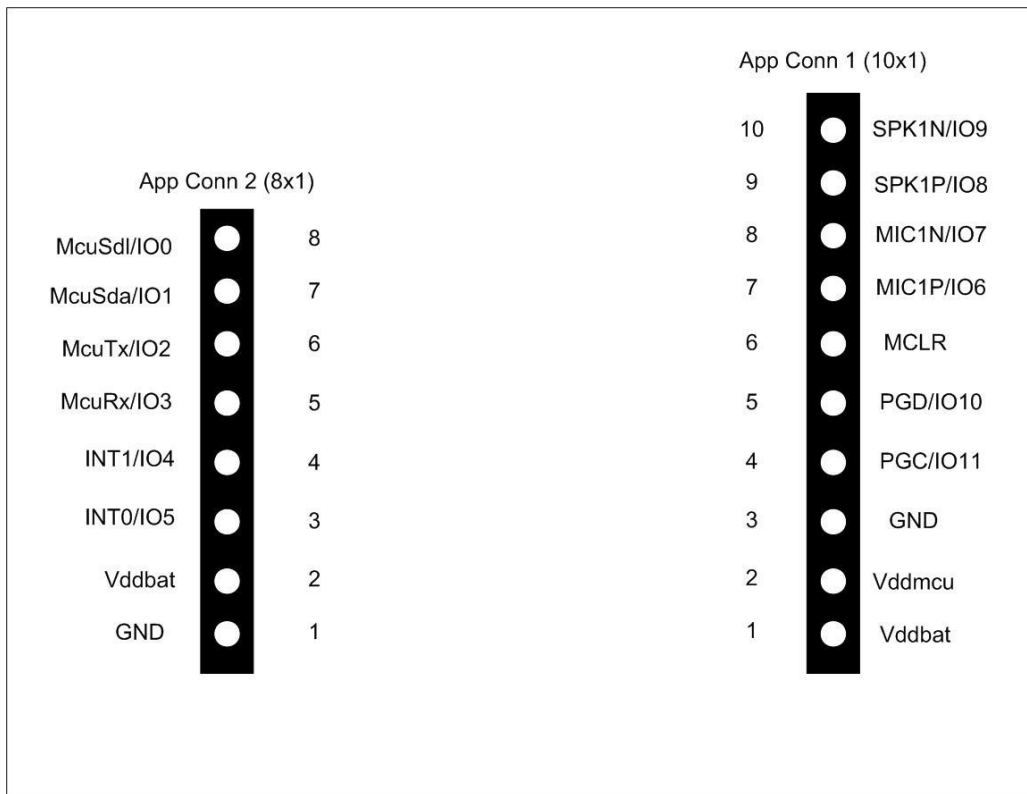 App Conn 1 (10x1)
10 SPK1N/IO9
9 SPK1P/IO8
8 MIC1N/IO7
7 MIC1P/IO6
6 MCLR
5 PGD/IO10
4 PGC/IO11
3 GND
2 Vddmcu
1 Vddbat
App Conn 2 (8x1)
McuSdl/IO0 8
McuSda/IO1 7
McuTx/IO2 6
McuRx/IO3 5
INT1/IO4 4
INT0/IO5 3
Vddbat 2
GND 1